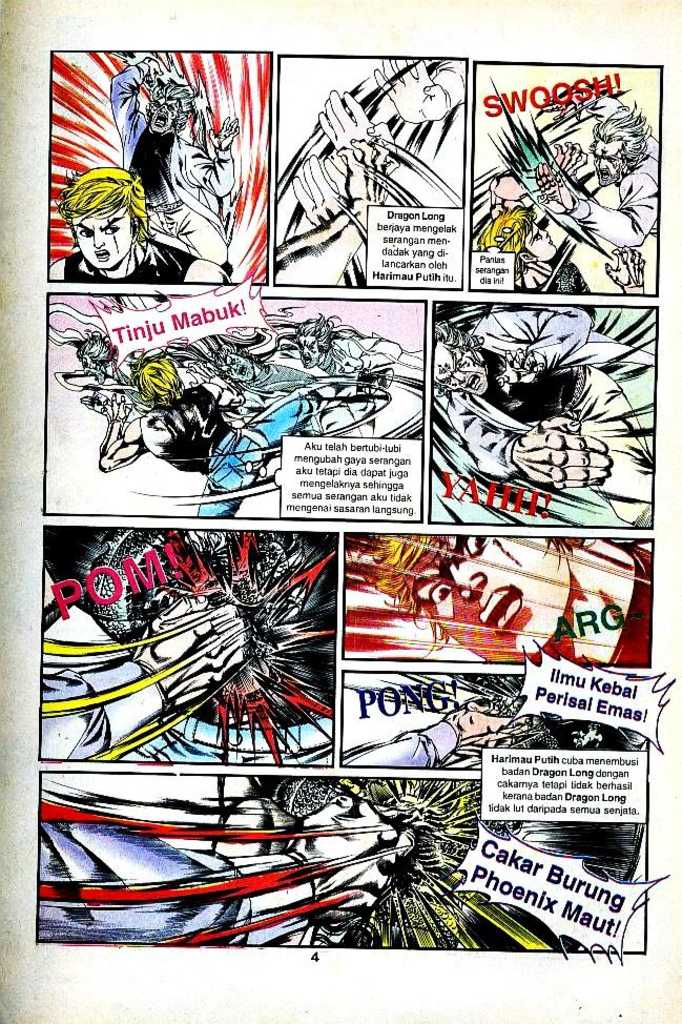 Dragon Long
berjaya mengelak
serangan men-
dadak yang di-
lancarkan oleh
Harimau Putih itu.
SWOOSH!
Pantas
serangan
dia ini!
Tinju Mabuk!
Aku telah bertubi-tubi
mengubah gaya serangan
aku tetapi dia dapat
mengelaknya sehingga
semua serangan aku tidak
mengenai sasaran langsung.
YAHH!
POM!
ARG-
PONG!
Ilmu Kebal
Perisai Emas!
Harimau Putih cuba menembusi
badan Dragon Long dengan
cakarnya tetapi tidak berhasil
kerana badan Dragon Long
tidak lut daripada semua senjata.
Cakar Burung
Phoenix Maut!
4